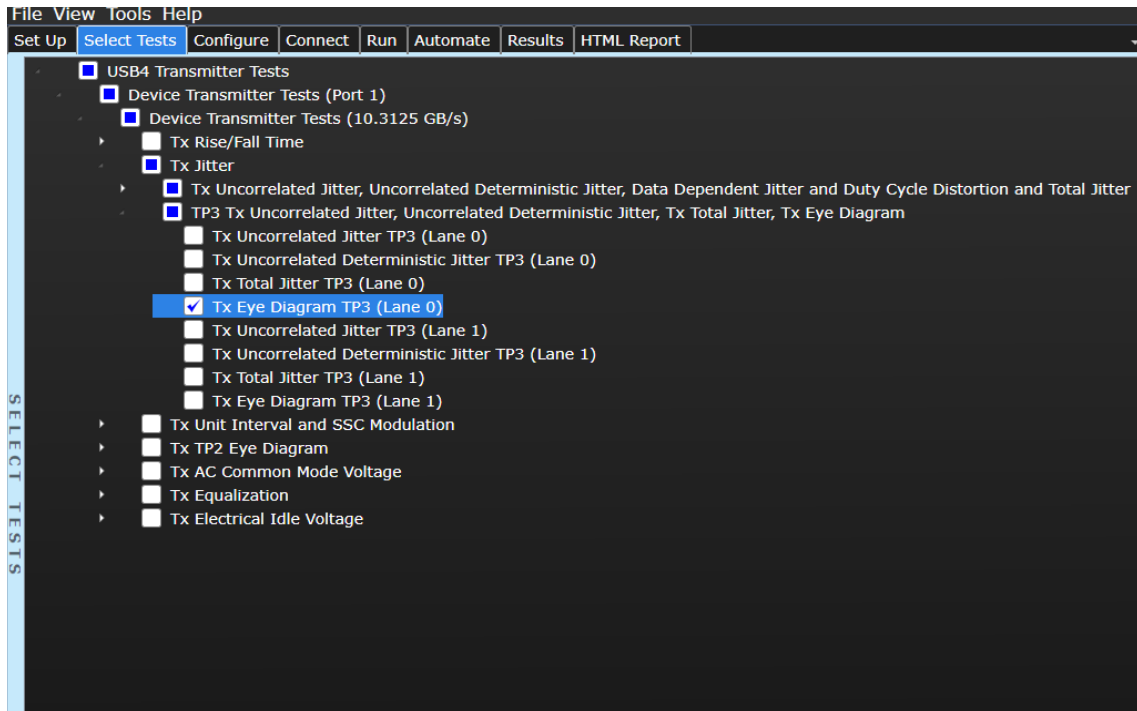 File View Tools Help
Set Up Select Tests Configure Connect Run Automate Results HTML Report
USB4 Transmitter Tests
Device Transmitter Tests (Port 1)
Device Transmitter Tests (10.3125 GB/s)
Tx Rise/Fall Time
Tx Jitter
Tx Uncorrelated Jitter, Uncorrelated Deterministic Jitter, Data Dependent Jitter and Duty Cycle Distortion and Total Jitter
TP3 Tx Uncorrelated Jitter, Uncorrelated Deterministic Jitter, Tx Total Jitter, Tx Eye Diagram
Tx Uncorrelated Jitter TP3 (Lane 0)
Tx Uncorrelated Deterministic Jitter TP3 (Lane 0)
Tx Total Jitter TP3 (Lane 0)
Tx Eye Diagram TP3 (Lane 0)
Tx Uncorrelated Jitter TP3 (Lane 1)
Tx Uncorrelated Deterministic Jitter TP3 (Lane 1)
Tx Total Jitter TP3 (Lane 1)
Tx Eye Diagram TP3 (Lane 1)
Tx Unit Interval and SSC Modulation
Tx TP2 Eye Diagram
Tx AC Common Mode Voltage
Tx Equalization
Tx Electrical Idle Voltage
SELECT TESTS